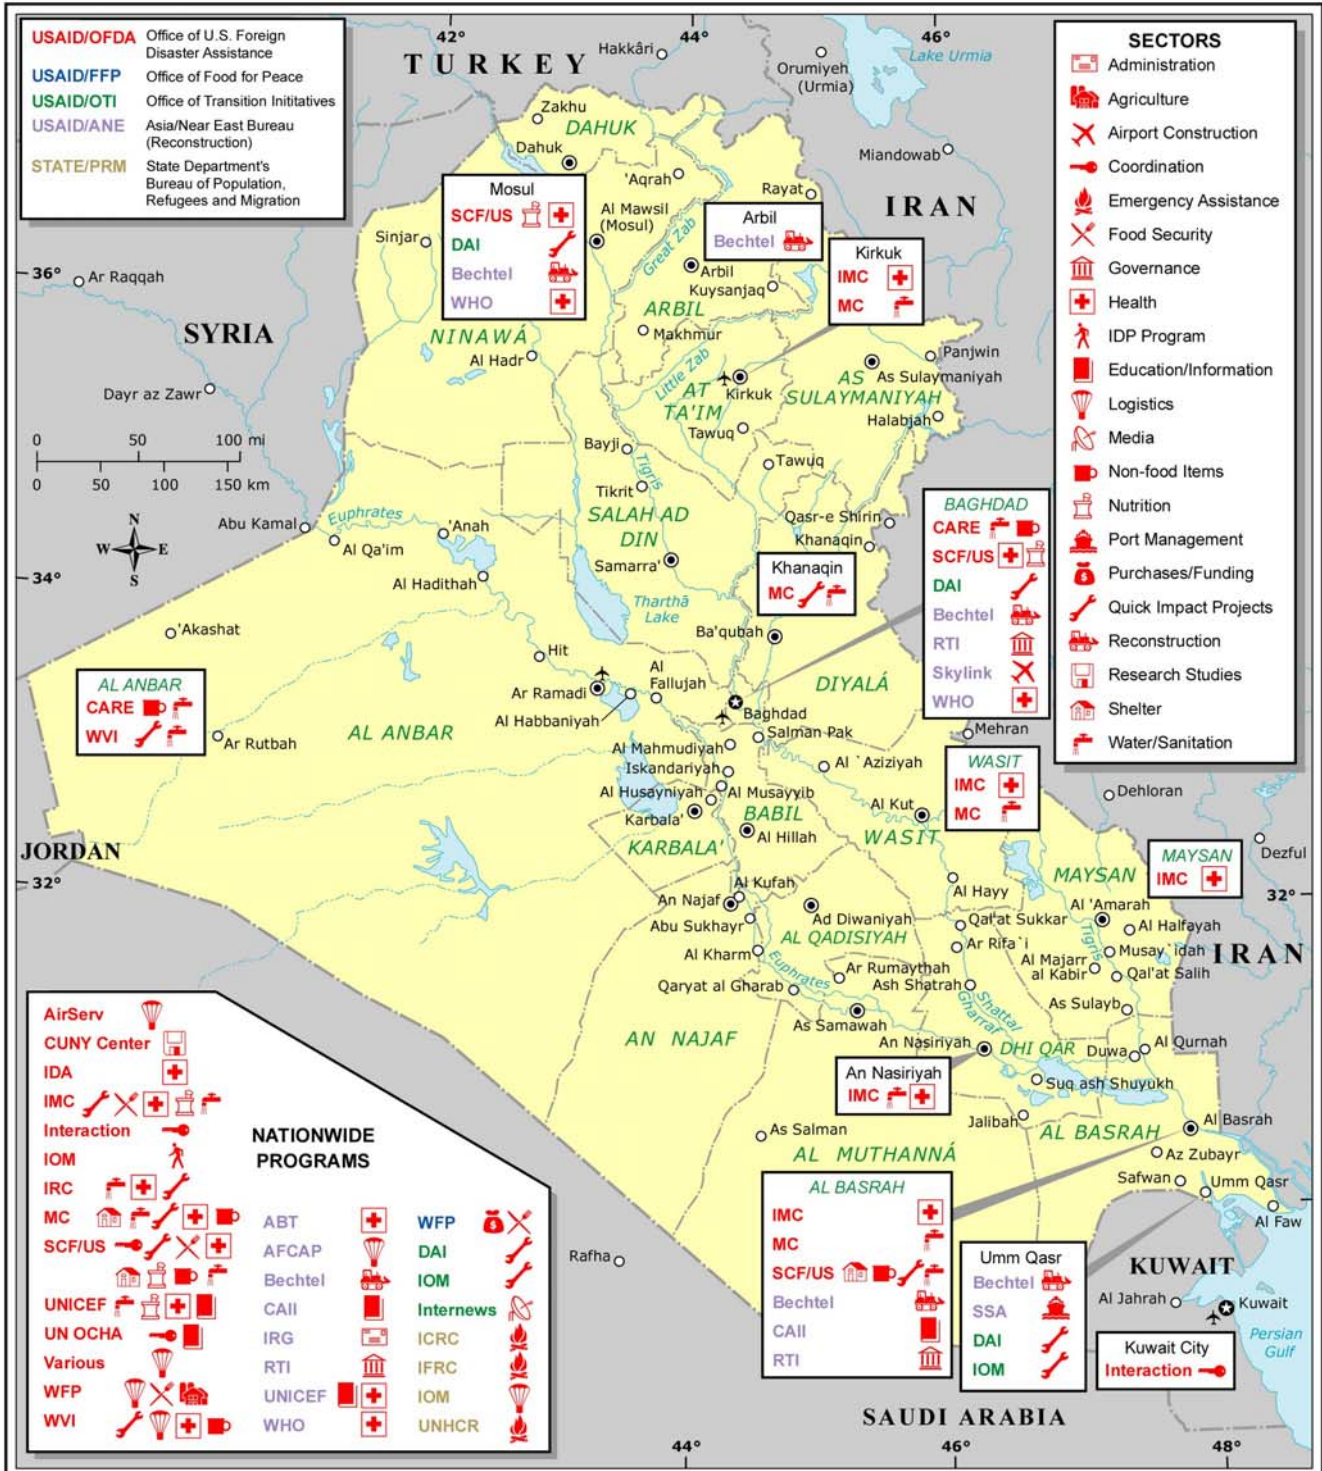 USAID/OFDA Office of U.S. Foreign
Disaster Assistance
USAID/FFP Office of Food for Peace
USAID/OTI Office of Transition Inititatives
USAID/ANE Asia/Near East Bureau
(Reconstruction)
STATE/PRM State Department's
Bureau of Population,
Refugees and Migration
42°
44°
46°
TURKEY
Hakkâri
Orumiyeh
(Urmia)
Lake Urmia
Miandowab
IRAN
SECTORS
Administration
Agriculture
Airport Construction
Coordination
Emergency Assistance
Food Security
Governance
Health
IDP Program
Education/Information
Logistics
Media
Non-food Items
Nutrition
Port Management
Purchases/Funding
Quick Impact Projects
Reconstruction
Research Studies
Shelter
Water/Sanitation
Zakhu
DAHUK
Dahuk
'Aqrah
Rayat
Mosul
SCF/US
DAI
Bechtel
WHO
Al Mawsil
(Mosul)
Great Zab
Arbil
Bechtel
Kirkuk
IMC
MC
Sinjar
36°
Ar Raqqah
SYRIA
Dayr az Zawr
Arbil
Kuysanjaq
ARBIL
Makhmur
NINAWÁ
Al Hadr
Little Zab
Panjwin
As Sulaymaniyah
AS
SULAYMANIYAH
Halabjah
AT
TA'IM
Kirkuk
Tawuq
Tawuq
0 50 100 mi
0 50 100 150 km
N
W E
S
Bayji
Tigris
Tikrit
SALAH AD
DIN
Samarra'
Qasr-e Shirin
Khanaqin
Abu Kamal
Euphrates
'Anah
Al Qa'im
34°
Al Hadithah
Tharthā
Lake
Khanaqin
MC
BAGHDAD
CARE
SCF/US
DAI
Bechtel
RTI
Skylink
WHO
'Akashat
Hit
Ba'qubah
Al
Fallujah
Ar Ramadi
Al Habbaniyah
DIYALÁ
Baghdad
AL ANBAR
CARE
WVI
Ar Rutbah
AL ANBAR
Salman Pak
Mehran
Al Mahmudiyah
Iskandariyah
Al `Aziziyah
WASIT
IMC
MC
Al Husayniyah
Al Musayyib
Karbala'
BABIL
Al Hillah
Al Kut
WASIT
Dehloran
Dezful
JORDAN
32°
KARBALA'
MAYSAN
MAYSAN
IMC
32°
Al Kufah
An Najaf
Abu Sukhayr
Ad Diwaniyah
AL QADISIYAH
Al Hayy
Qal'at Sukkar
Ar Rifa`i
Al 'Amarah
Al Halfayah
Tigris
Musay`idah
Al Majarr
al Kabir
Qal'at Salih
IRAN
Al Kharm
Euphrates
Ar Rumaythah
Ash Shatrah
Qaryat al Gharab
Shattal
Gharraf
As Sulayb
As Samawah
AN NAJAF
An Nasiriyah
DHI QAR
Duwa
Al Qurnah
An Nasiriyah
IMC
Suq ash Shuyukh
Jalibah
As Salman
AL MUTHANNÁ
AL BASRAH
Al Basrah
Az Zubayr
Safwan
Umm Qasr
Al Faw
AL BASRAH
IMC
MC
SCF/US
Bechtel
CAII
RTI
Umm Qasr
Bechtel
SSA
DAI
IOM
KUWAIT
Al Jahrah
Kuwait
Persian
Gulf
Kuwait City
Interaction
Rafha
SAUDI ARABIA
AirServ
CUNY Center
IDA
IMC
Interaction
IOM
IRC
MC
SCF/US
UNICEF
UN OCHA
Various
WFP
WVI
NATIONWIDE
PROGRAMS
ABT
AFCAP
Bechtel
CAII
IRG
RTI
UNICEF
WHO
WFP
DAI
IOM
Internews
ICRC
IFRC
IOM
UNHCR
44°
46°
48°